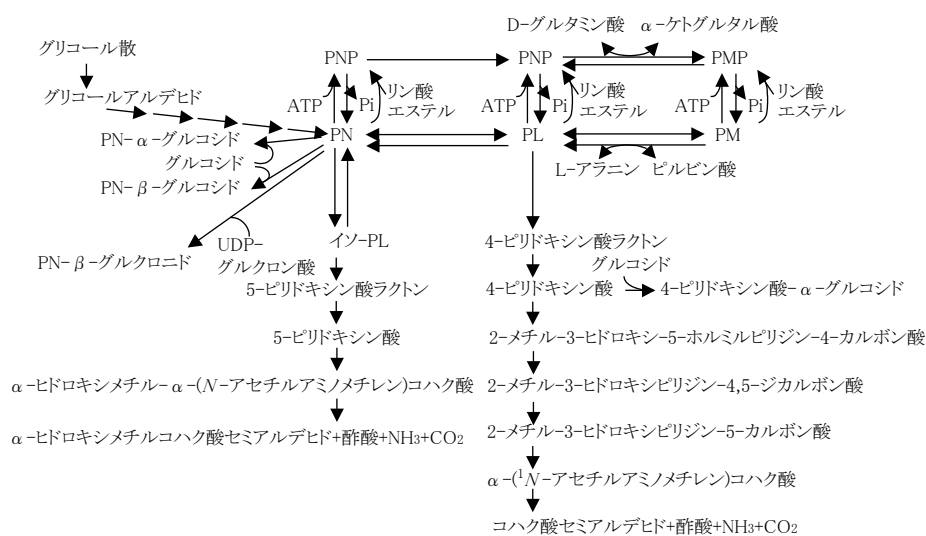 D-グルタミン酸 α-ケトグルタル酸
グリコール散
PNP
PNP
PMP
グリコールアルデヒド
ATP
Pi
リン酸
エステル
ATP
Pi
リン酸
エステル
ATP
Pi
リン酸
エステル
PN-α-グルコシド
PN
PL
PM
グルコシド
PN-β-グルコシド
L-アラニン ピルビン酸
UDP-
グルクロン酸
PN-β-グルクロニド
イソ-PL
4-ピリドキシン酸ラクトン
グルコシド
5-ピリドキシン酸ラクトン
4-ピリドキシン酸
4-ピリドキシン酸-α-グルコシド
5-ピリドキシン酸
2-メチル-3-ヒドロキシ-5-ホルミルピリジン-4-カルボン酸
α-ヒドロキシメチル-α-(N-アセチルアミノメチレン)コハク酸
2-メチル-3-ヒドロキシピリジン-4,5-ジカルボン酸
α-ヒドロキシメチルコハク酸セミアルデヒド+酢酸+NH3+CO2
2-メチル-3-ヒドロキシピリジン-5-カルボン酸
α-(¹N-アセチルアミノメチレン)コハク酸
コハク酸セミアルデヒド+酢酸+NH3+CO2